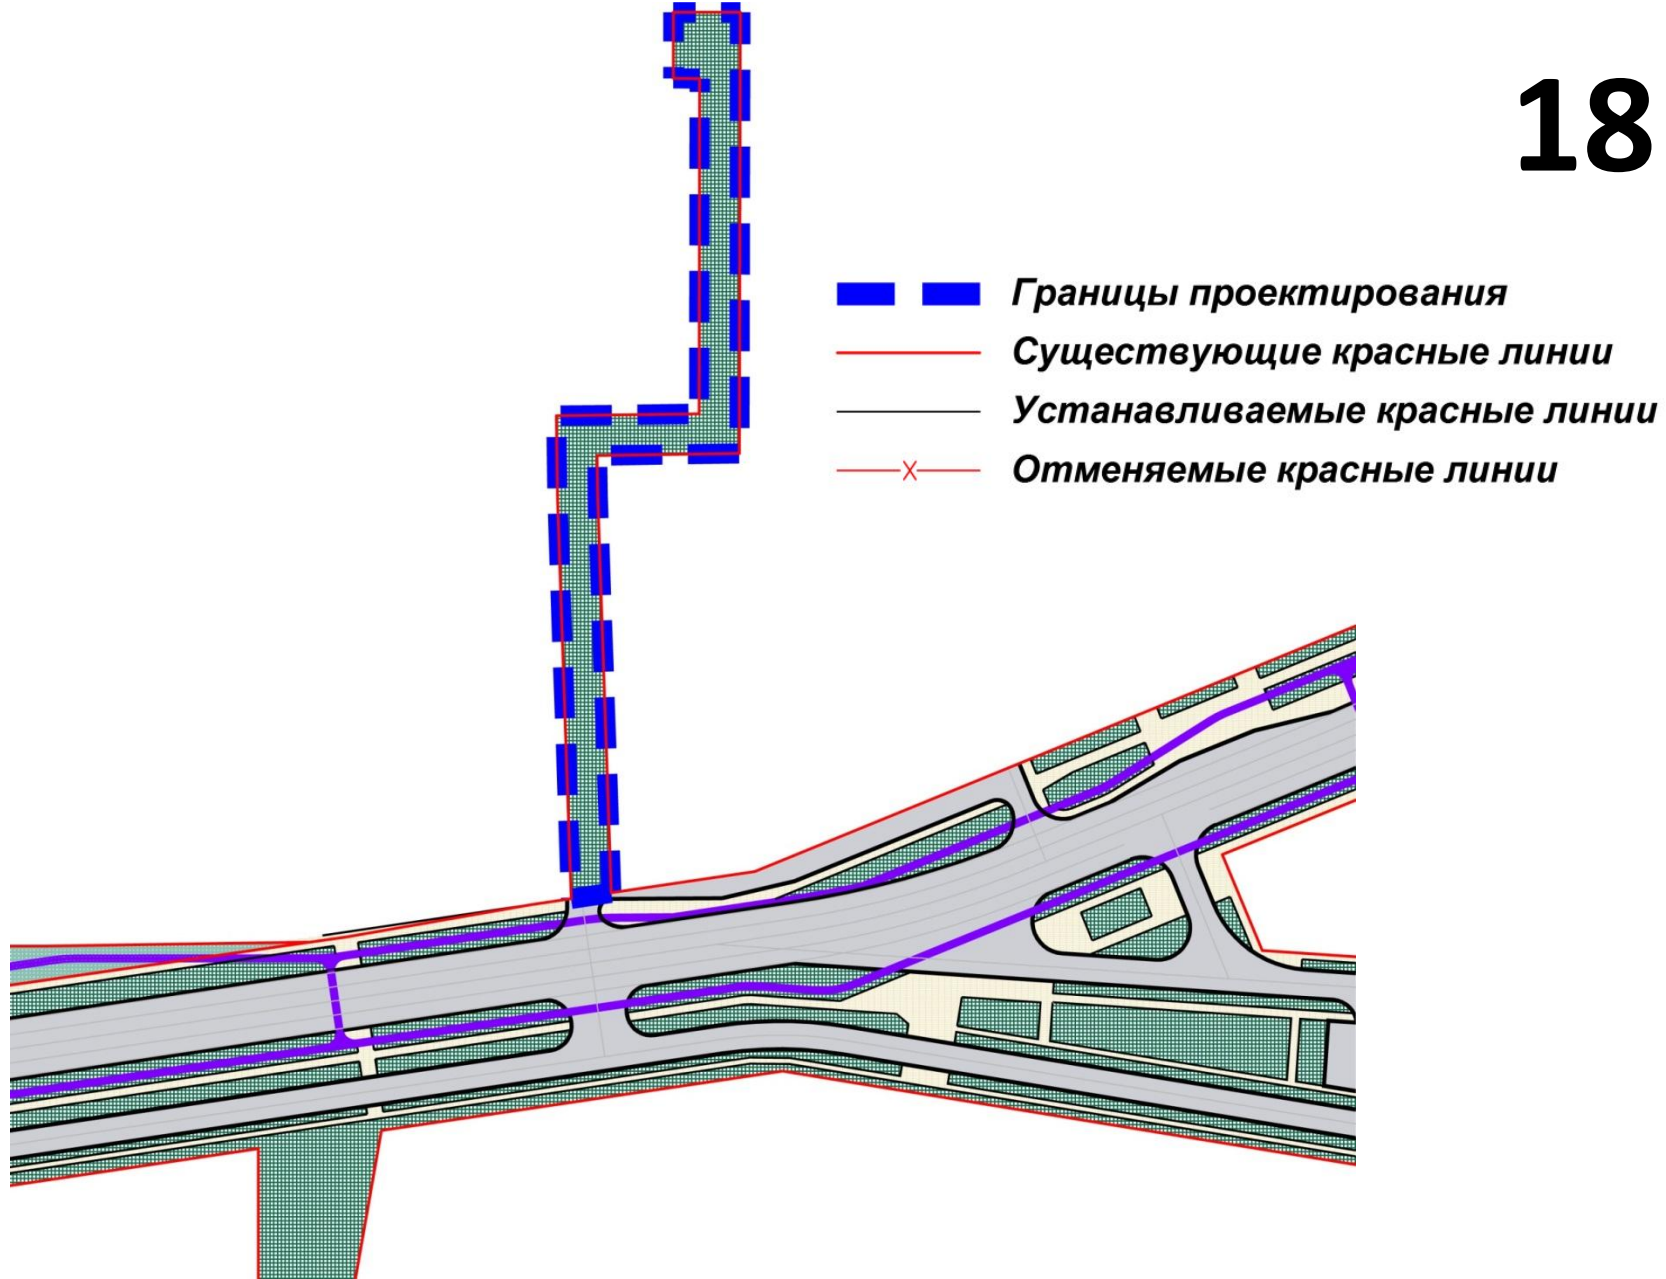 18
Границы проектирования
Существующие красные линии
Устанавливаемые красные линии
Отменяемые красные линии